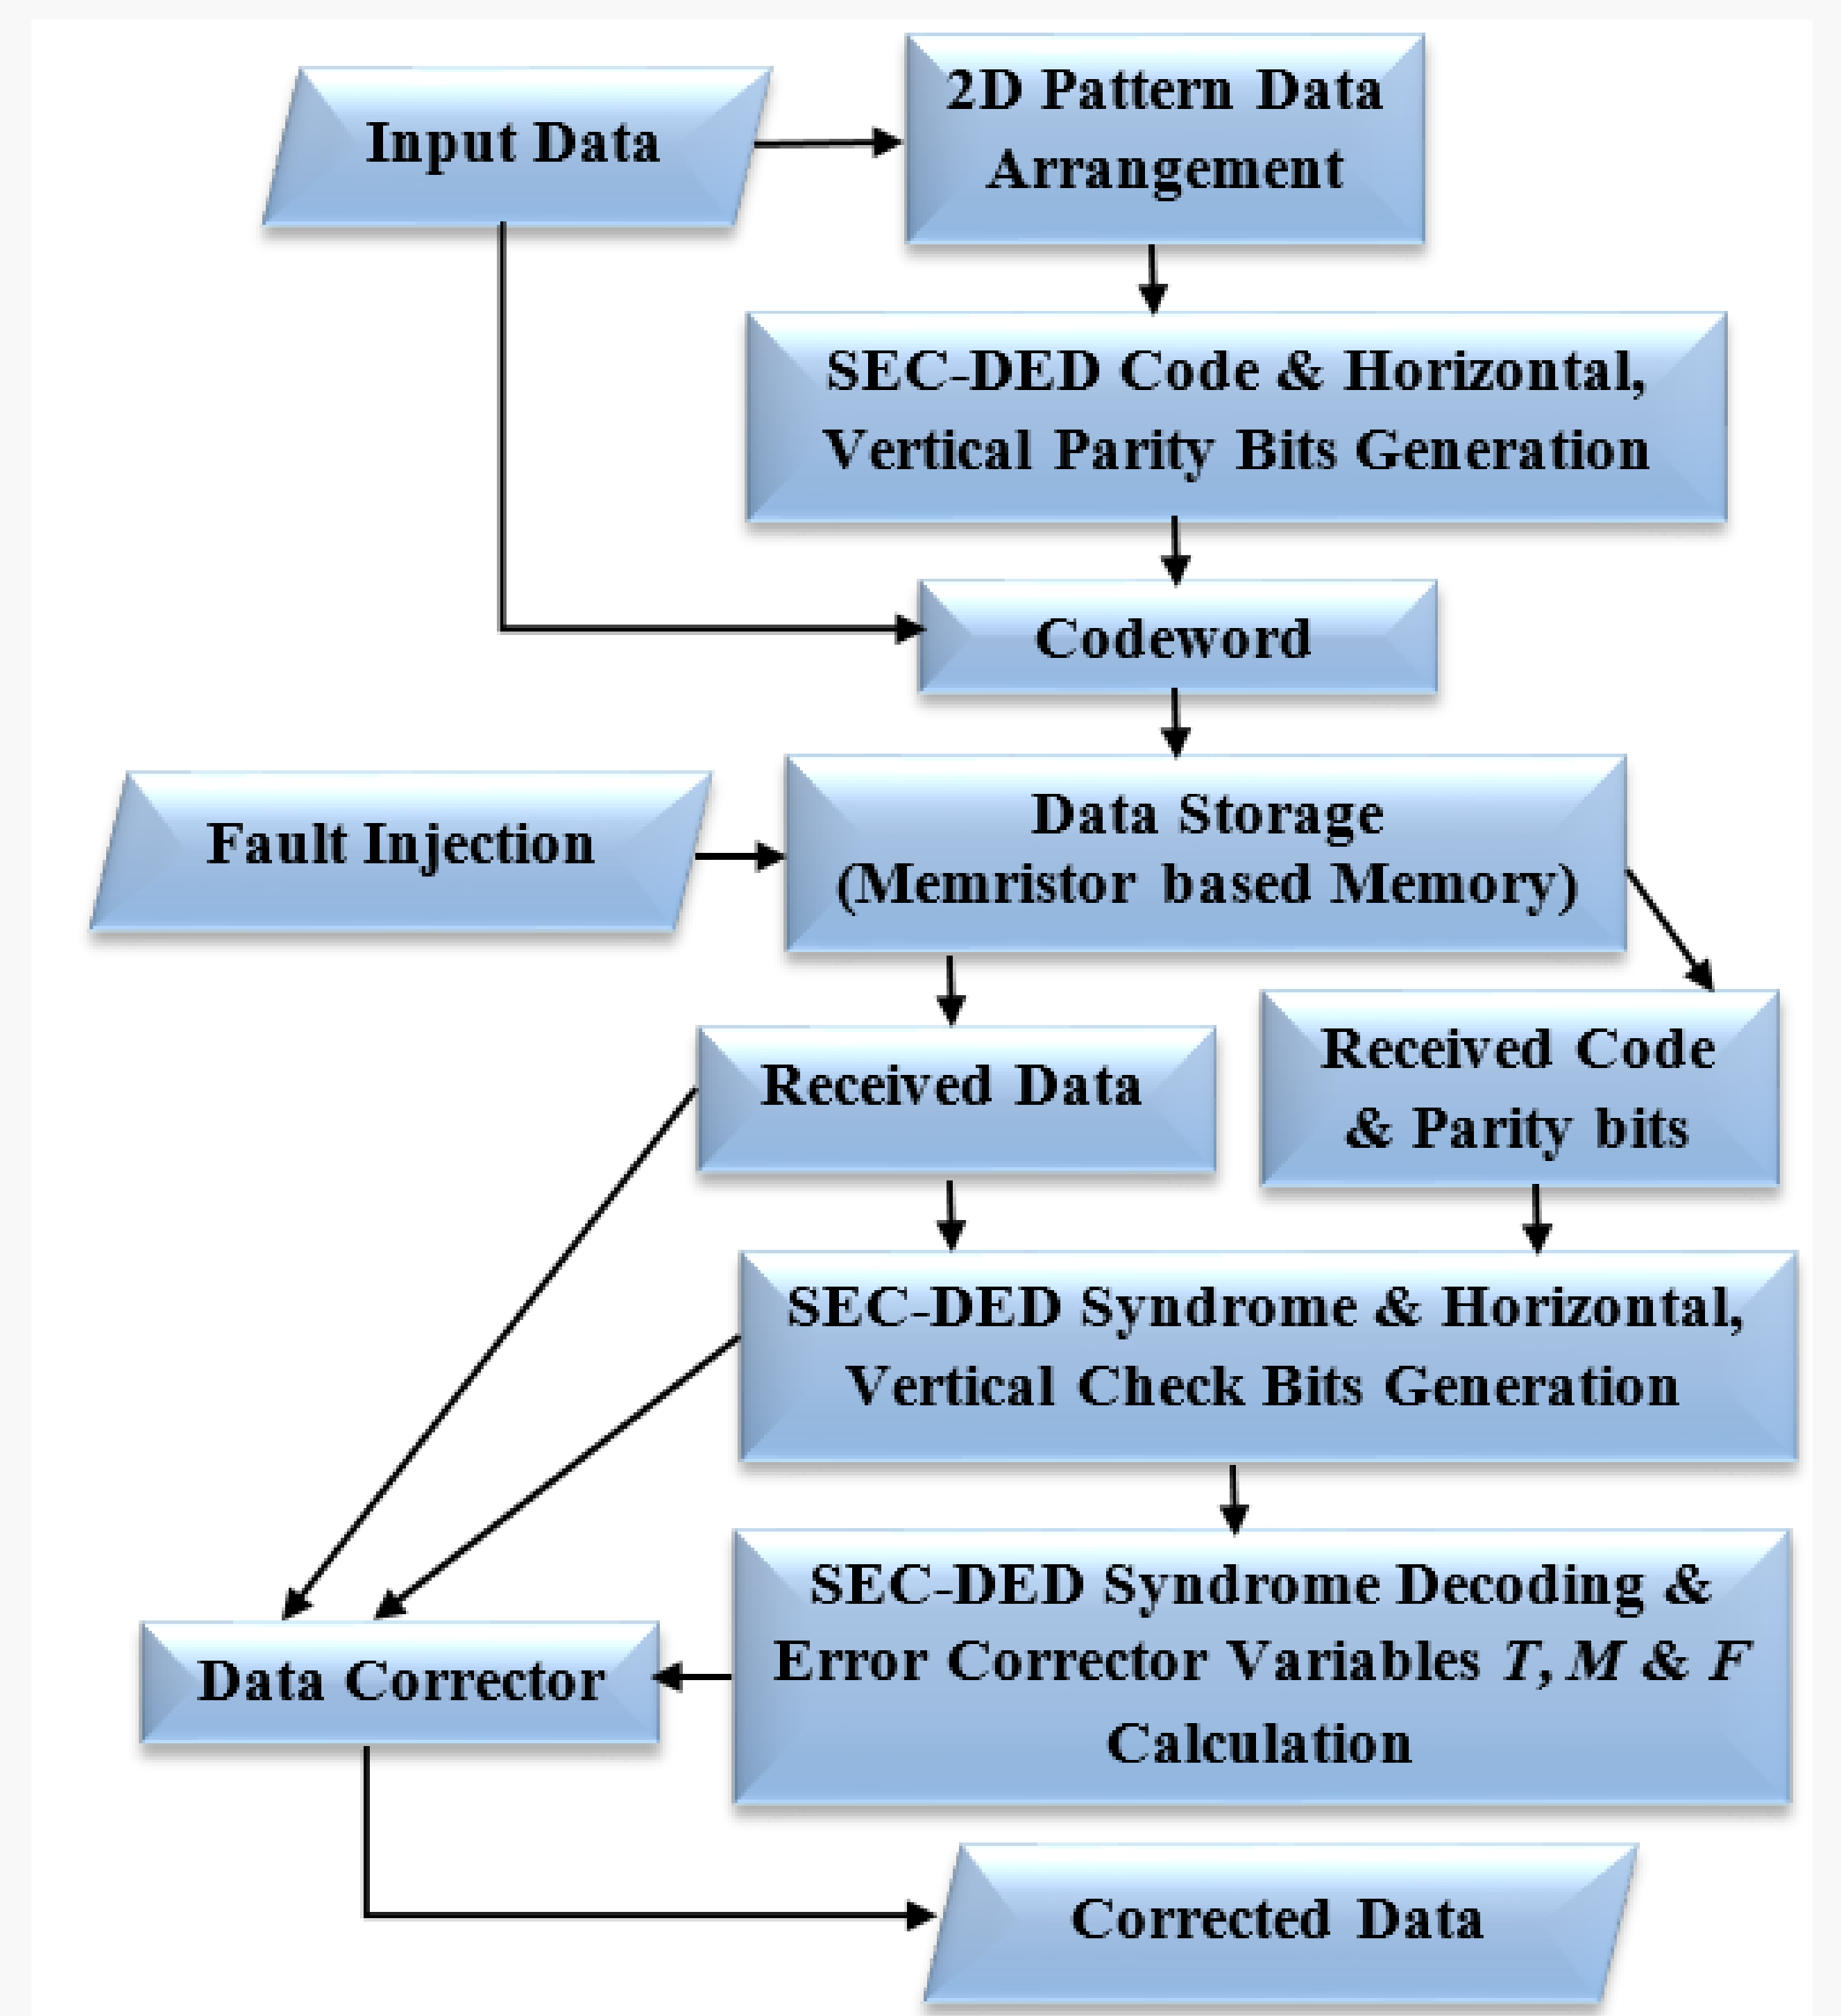 Input Data
2D Pattern Data
Arrangement
SEC-DED Code & Horizontal,
Vertical Parity Bits Generation
Codeword
Fault Injection
Data Storage
(Memristor based Memory)
Received Data
Received Code
& Parity bits
SEC-DED Syndrome & Horizontal,
Vertical Check Bits Generation
SEC-DED Syndrome Decoding &
Error Corrector Variables T, M & F
Calculation
Data Corrector
Corrected Data